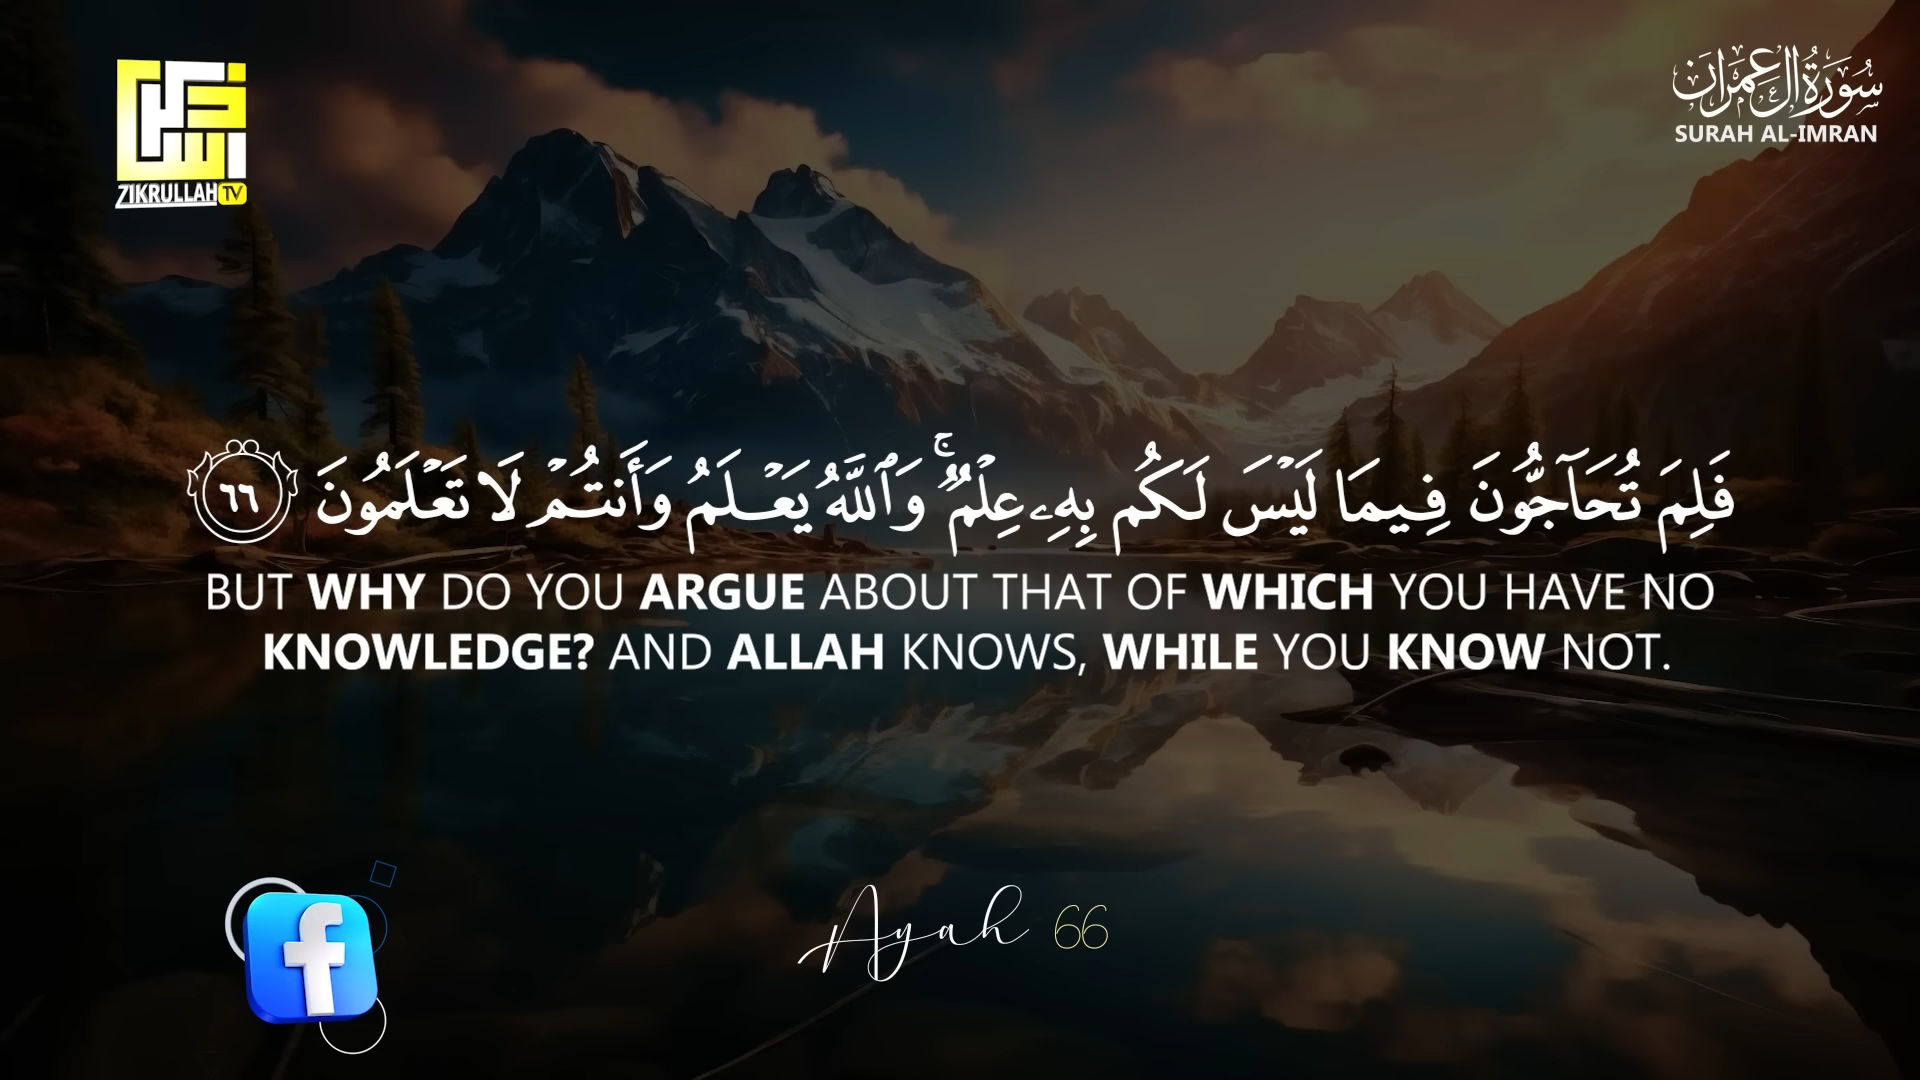 ZIKRULLAH TV
سُورَةُ آل عِمرَان
SURAH AL-IMRAN
فَلِمَ تُحَآجُّونَ فِيمَا لَيۡسَ لَكُم بِهِۦ عِلۡمٞۚ وَٱللَّهُ يَعۡلَمُ وَأَنتُمۡ لَا تَعۡلَمُونَ ٦٦
BUT WHY DO YOU ARGUE ABOUT THAT OF WHICH YOU HAVE NO
KNOWLEDGE? AND ALLAH KNOWS, WHILE YOU KNOW NOT.
f
Ayah 66